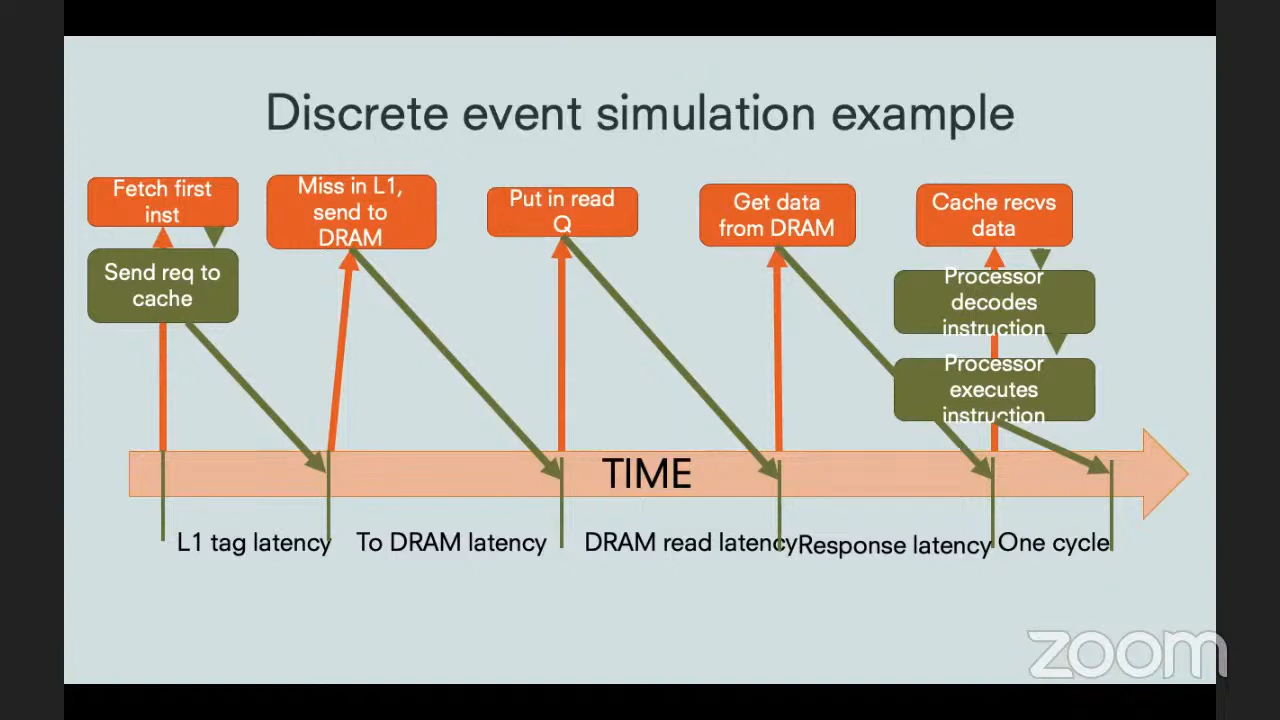 Discrete event simulation example
Fetch first
inst
Send req to
cache
Miss in L1,
send to
DRAM
Put in read
Q
Get data
from DRAM
Cache recvs
data
Processor
decodes
instruction
Processor
executes
instruction
TIME
L1 tag latency
To DRAM latency
DRAM read latency
Response latency
One cycle
zoom